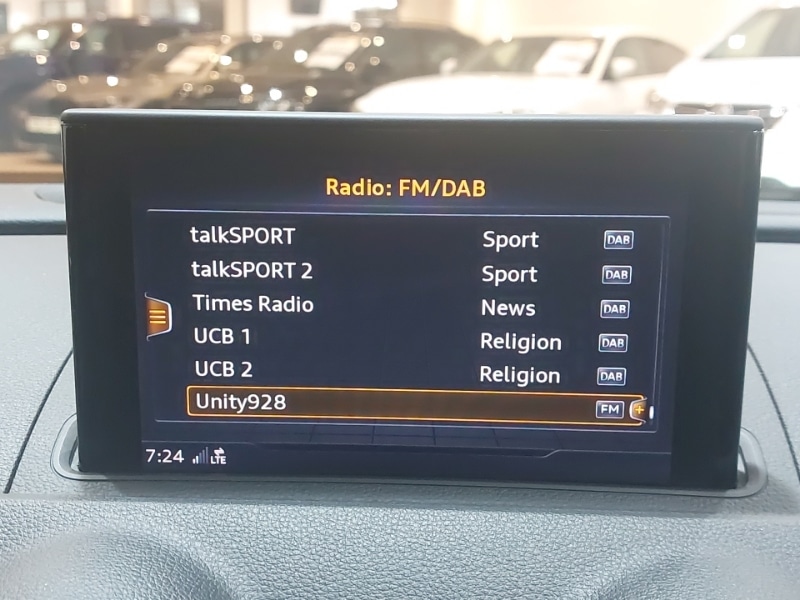 Radio: FM/DAB
talkSPORT Sport DAB
talkSPORT 2 Sport DAB
Times Radio News DAB
UCB 1 Religion DAB
UCB 2 Religion DAB
Unity928 FM +
7:24 LTE